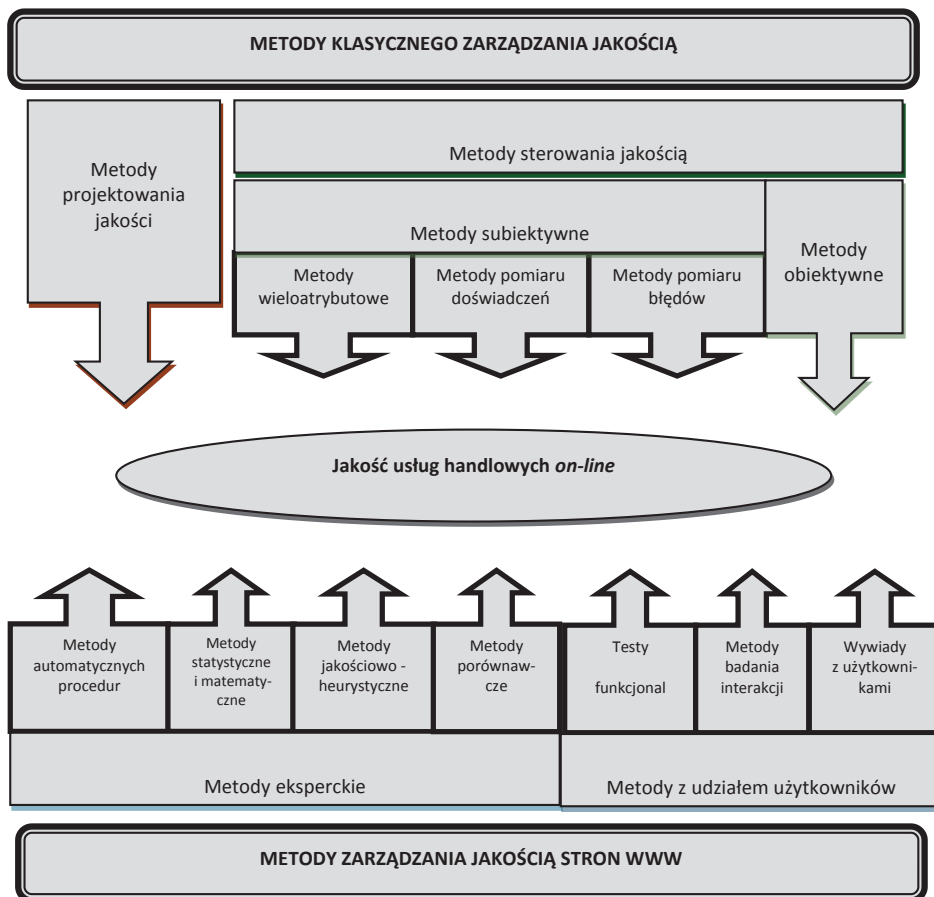 METODY KLASYCZNEGO ZARZĄDZANIA JAKOŚCIĄ
Metody
projektowania
jakości
Metody sterowania jakością
Metody subiektywne
Metody
obiektywne
Metody
wieloatrybutowe
Metody pomiaru
doświadczeń
Metody pomiaru
błędów
Jakość usług handlowych on-line
Metody
automatycznych
procedur
Metody
statystyczne
i matematy-
czne
Metody
jakościowo -
heurystyczne
Metody
porównaw-
cze
Testy
funkcjonal
Metody
badania
interakcji
Wywiady
z użytkowni-
kami
Metody eksperckie
Metody z udziałem użytkowników
METODY ZARZĄDZANIA JAKOŚCIĄ STRON WWW